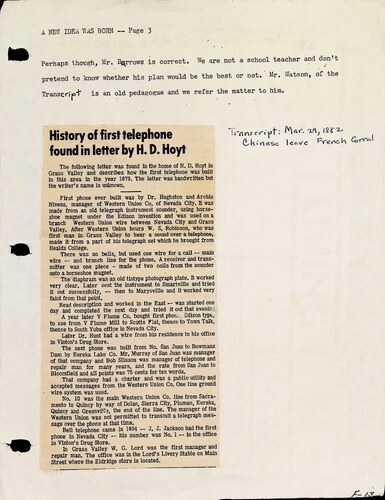 A NEW IDEA WAS BORN -- Page 3
Perhaps though, Mr. Barrows is correct. We are not a school teacher and don't
pretend to know whether his plan would be the best or not. Mr. Watson, of the
Transcript is an old pedagogue and we refer the matter to him.
Transcript: Mar. 29, 1882
Chinese leave French Corral
History of first telephone
found in letter by H. D. Hoyt
The following letter was found in the home of H. D. Hoyt in
Grass Valley and describes how the first telephone was built
in this area in the year 1878. The letter was handwritten but
the writer's name is unknown.
First phone ever built was by Dr. Hughston and Archie
Nivens, manager of Western Union Co. of Nevada City. It was
made from an old telegraph instrument sounder, using horse-
shoe magnet under the Edison invention and was used on a
branch Western Union wire between Nevada City and Grass
Valley. After Western Union hours W. S. Robinson, who was
first man in Grass Valley to hear a sound over a telephone,
made it from a part of his telegraph set which he brought from
Healds College.
There was no bells, but used one wire for a call — main
wire — and branch line for the phone. A receiver and trans-
mitter was one piece - made of two coils from the sounder
onto a horseshoe magnet.
The diaphram was an old tintype photograph plate. It worked
very clear. Later sent the instrument to Smartville and tried
it out successfully, — then to Marysville and it worked very
faint from that point.
Read description and worked in the East — was started one
day and completed the next day and tried it out that evening.
A year later V Flume Co. bought first phone. Edison type,
to use from V Flume Mill to Scotts Flat, thence to Town Talk,
thence to South Yuba office in Nevada City.
Later Dr. Hunt had a wire from his residence to his office
in Vinton's Drug Store.
The next phone was built from No. San Juan to Bowmans
Dam by Eureka Lake Co. Mr. Murray of San Juan was manager
of that company and Bob Slisson was manager of telephone and
repair man for many years, and the rate from San Juan to
Bloomfield and all points was 75 cents for ten words.
That company had a charter and was a public utility and
accepted messages from the Western Union Co. One line ground
wire system was used.
No. 10 was the main Western Union Co. line from Sacra-
mento to Quincy by way of Dolan, Sierra City, Plumas, Eureka,
Quincy and Greenville, the end of the line. The manager of the
Western Union was not permitted to transmit a telegraph message
over the phone at that time.
Bell telephone came in 1894 — J. J. Jackson had the first
phone in Nevada City — his number was No. 1 — in the office
in Vinton's Drug Store.
In Grass Valley W. G. Lord was the first manager and
repair man. The office was in the Lord's Livery Stable on Main
Street where the Eldridge store is located.